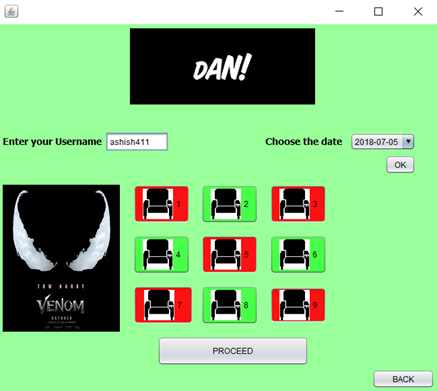 DAN!
Enter your Username ashish411 Choose the date 2018-07-05
OK
1 2 3
4 5 6
7 8 9
TOM HARDY
VENOM
OCTOBER
PROCEED
BACK